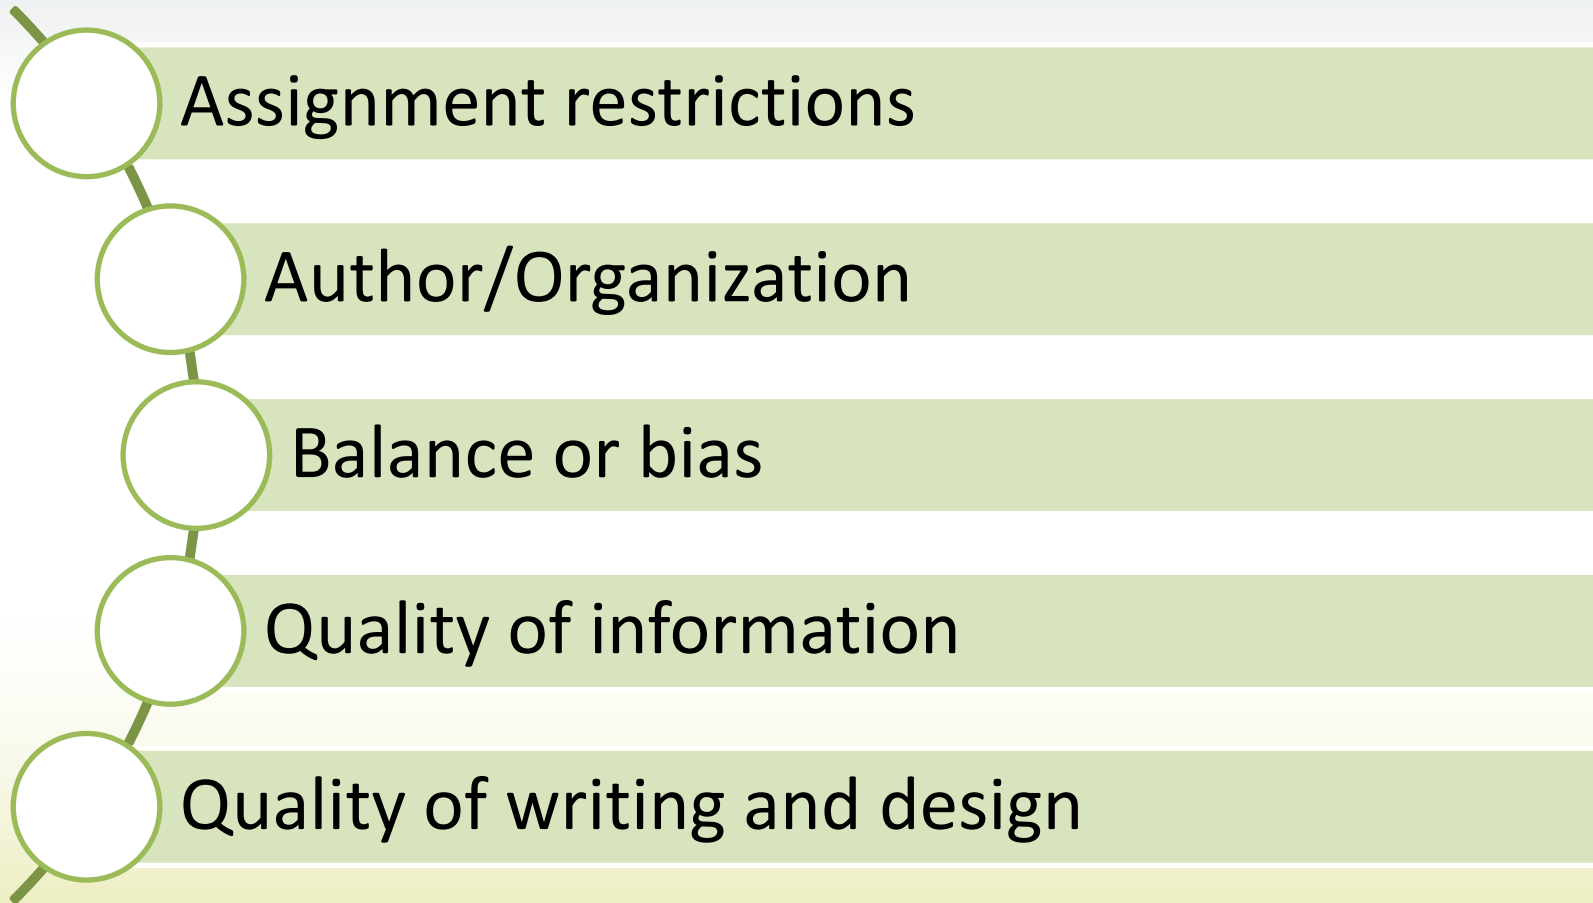 Assignment restrictions
Author/Organization
Balance or bias
Quality of information
Quality of writing and design